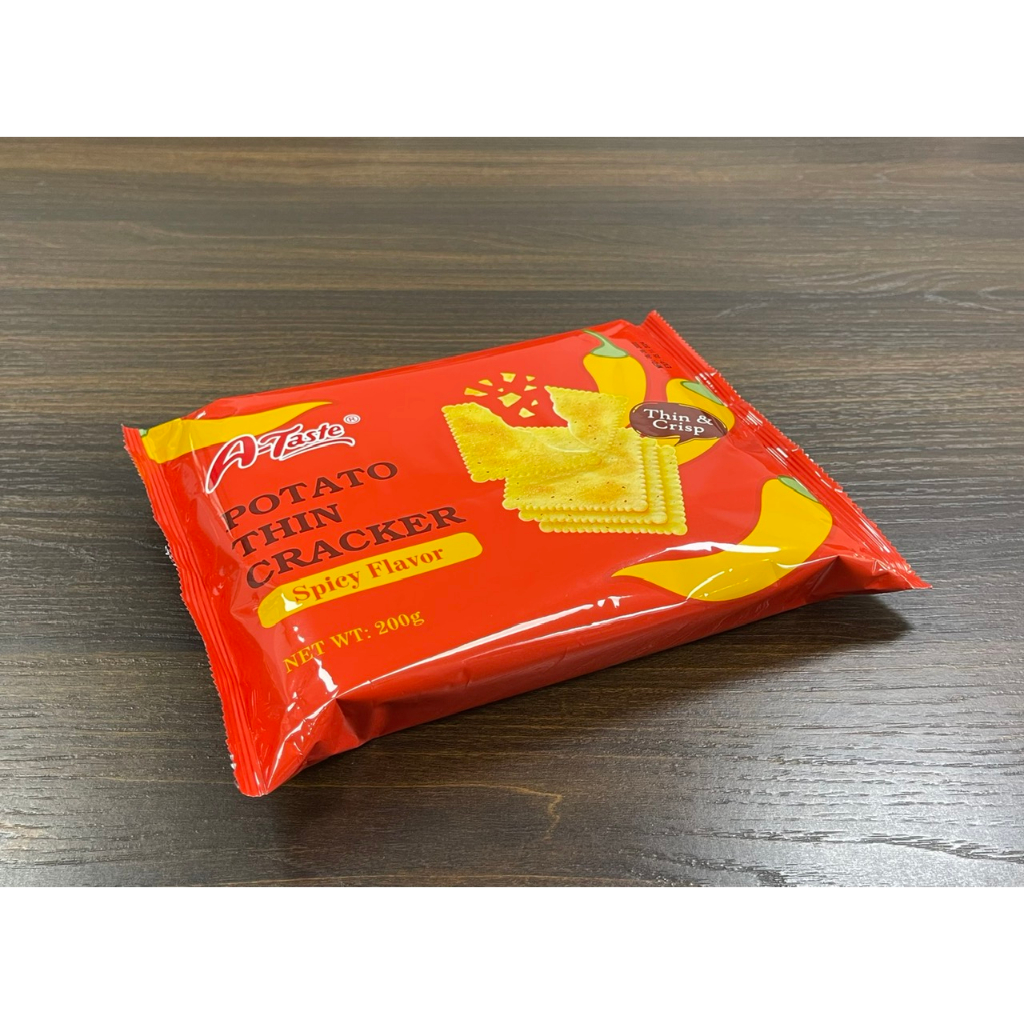 A-Taste®
POTATO
THIN
CRACKER
Spicy Flavor
NET WT: 200g
Thin &
Crisp